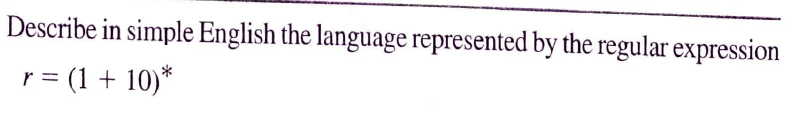 Describe in simple English the language represented by the regular expression
r = (1 + 10)*